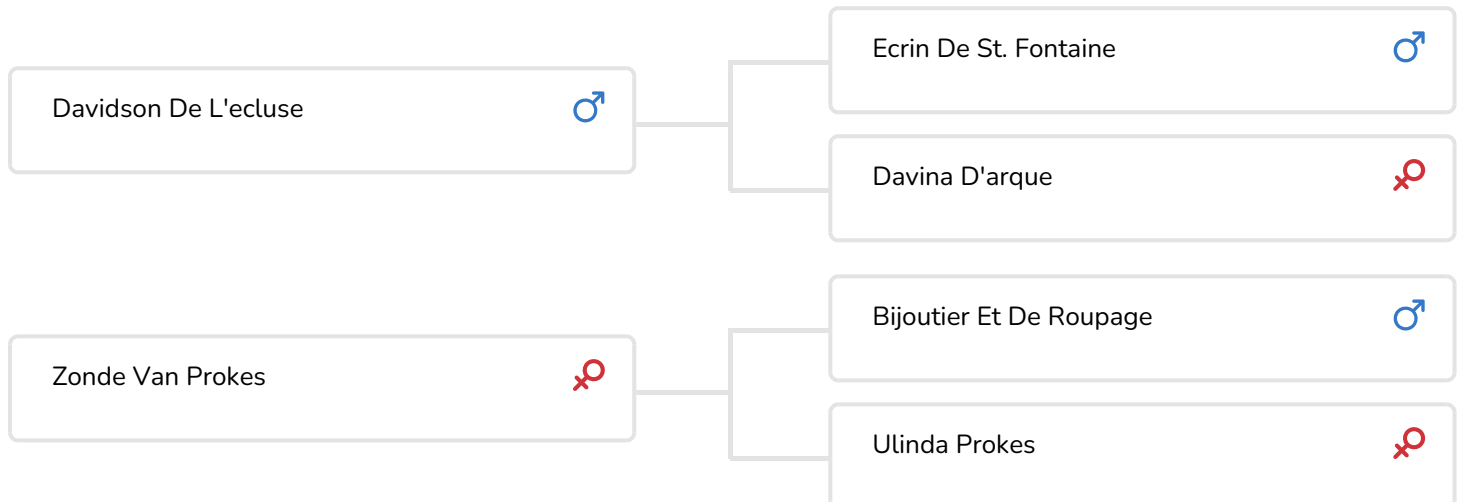 Ecrin De St. Fontaine
Davidson De L'ecluse
Davina D'arque
Bijoutier Et De Roupage
Zonde Van Prokes
Ulinda Prokes